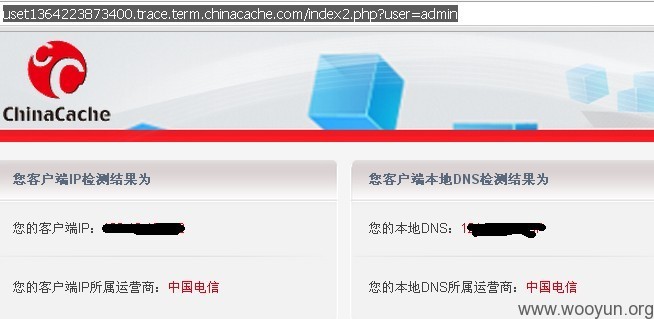 uset1364223873400.trace.term.chinacache.com/index2.php?user=admin
ChinaCache
您客户端IP检测结果为
您客户端本地DNS检测结果为
您的客户端IP：
您的本地DNS：
您的客户端IP所属运营商：中国电信
您的本地DNS所属运营商：中国电信
www.wooyun.org